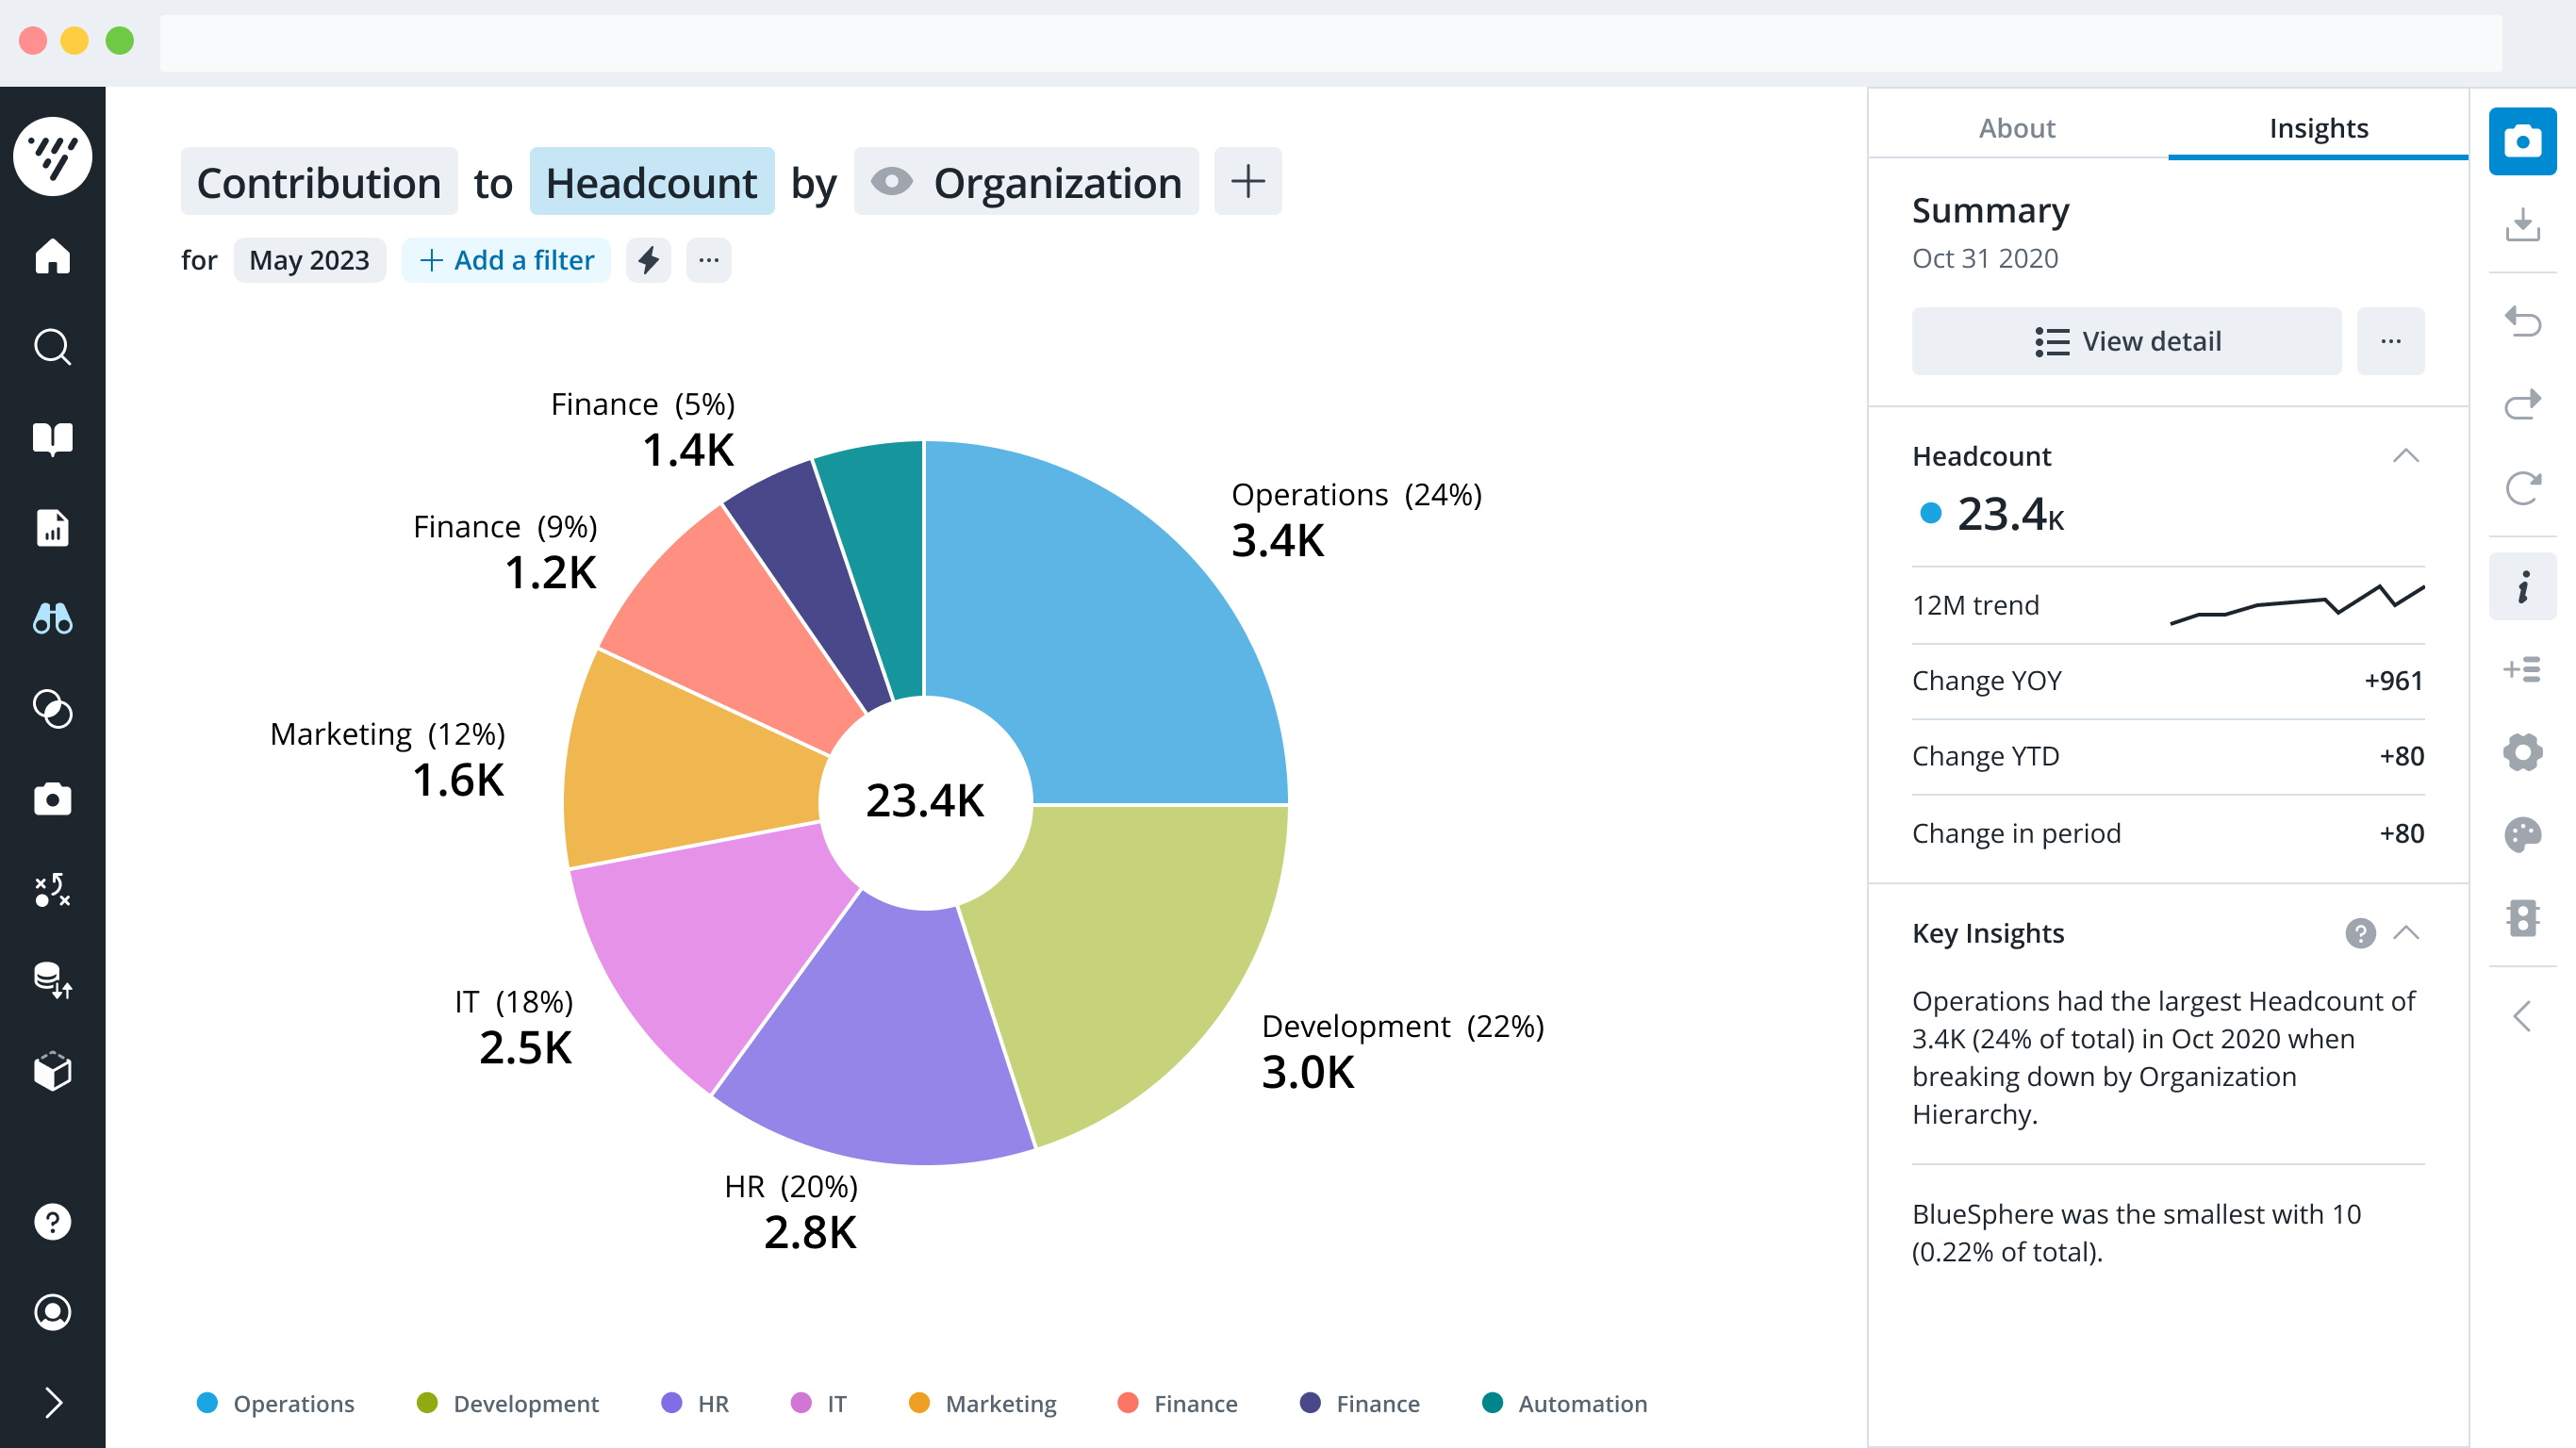 Contribution to Headcount by Organization
for May 2023 + Add a filter ...
Finance (5%)
1.4K
Operations (24%)
3.4K
Finance (9%)
1.2K
Marketing (12%)
1.6K
23.4K
IT (18%)
2.5K
Development (22%)
3.0K
HR (20%)
2.8K
Operations Development HR IT Marketing Finance Finance Automation
About Insights
Summary
Oct 31 2020
View detail ...
Headcount
23.4K
12M trend
Change YOY +961
Change YTD +80
Change in period +80
Key Insights ?
Operations had the largest Headcount of
3.4K (24% of total) in Oct 2020 when
breaking down by Organization
Hierarchy.
BlueSphere was the smallest with 10
(0.22% of total).